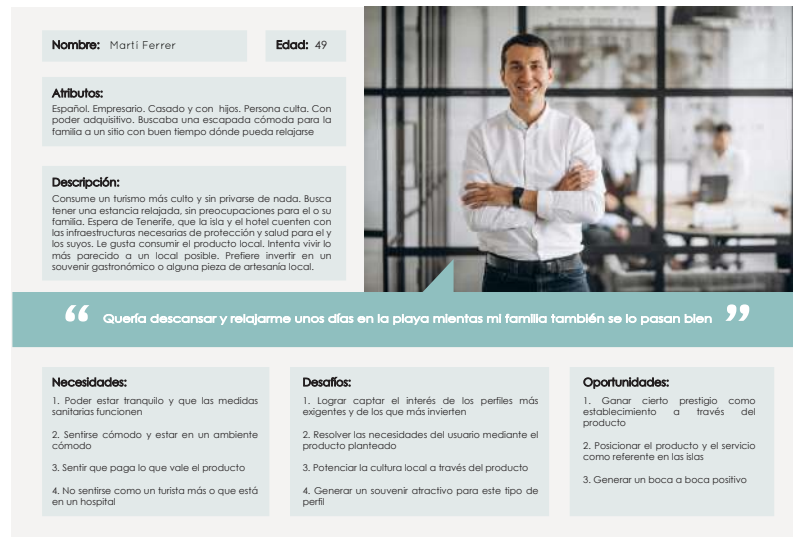 Nombre: Martí Ferrer
Edad: 49
Atributos:
Español. Empresario. Casado y con hijos. Persona culta. Con
poder adquisitivo. Buscaba una escapada cómoda para la
familia a un sitio con buen tiempo dónde pueda relajarse
Descripción:
Consume un turismo más culto y sin privarse de nada. Busca
tener una estancia relajada, sin preocupaciones para el o su
familia. Espera de Tenerife, que la isla y el hotel cuenten con
las infraestructuras necesarias de protección y salud para el y
los suyos. Le gusta consumir el producto local. Intenta vivir lo
más parecido a un local posible. Prefiere invertir en un
souvenir gastronómico o alguna pieza de artesanía local.
“ Quería descansar y relajarme unos días en la playa mientas mi familia también se lo pasan bien ”
Necesidades:
1. Poder estar tranquilo y que las medidas
sanitarias funcionen
2. Sentirse cómodo y estar en un ambiente
cómodo
3. Sentir que paga lo que vale el producto
4. No sentirse como un turista más o que está
en un hospital
Desafíos:
1. Lograr captar el interés de los perfiles más
exigentes y de los que más invierten
2. Resolver las necesidades del usuario mediante el
producto planteado
3. Potenciar la cultura local a través del producto
4. Generar un souvenir atractivo para este tipo de
perfil
Oportunidades:
1. Ganar cierto prestigio como
establecimiento a través del
producto
2. Posicionar el producto y el servicio
como referente en las islas
3. Generar un boca a boca positivo